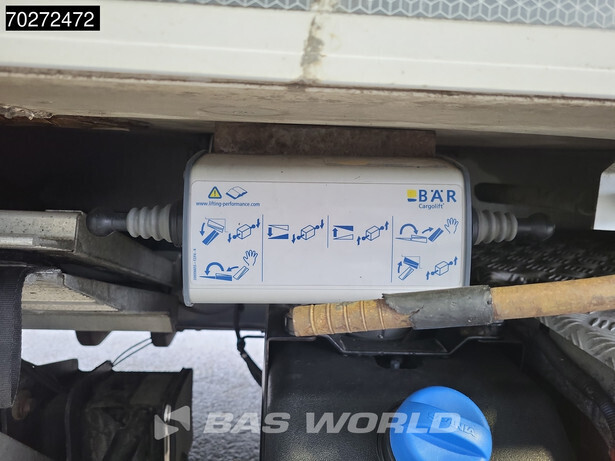 70272472
www.lifting-performance.com
BÄR
Cargolift
BAS WORLD